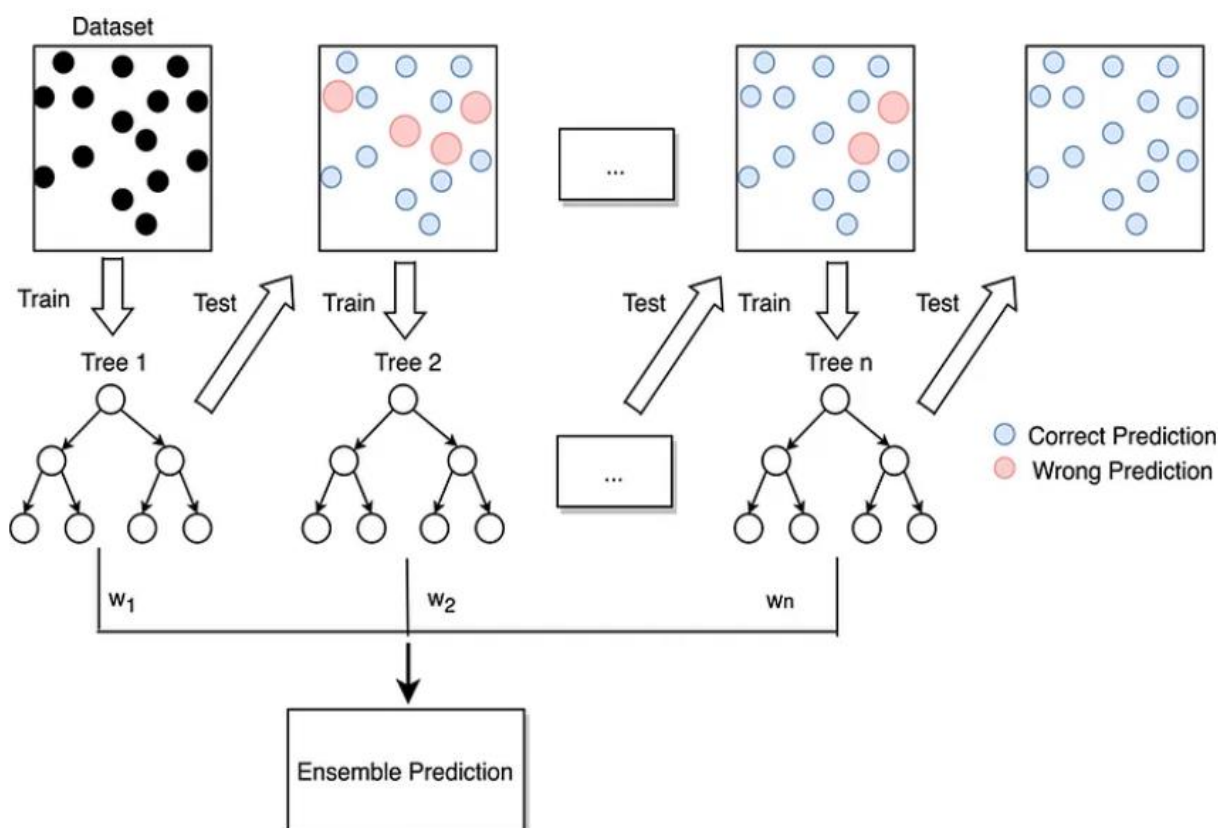 Dataset
...
Train
Test
Train
Test
Train
Test
Tree 1
Tree 2
Tree n
Correct Prediction
Wrong Prediction
...
w1
w2
wn
Ensemble Prediction